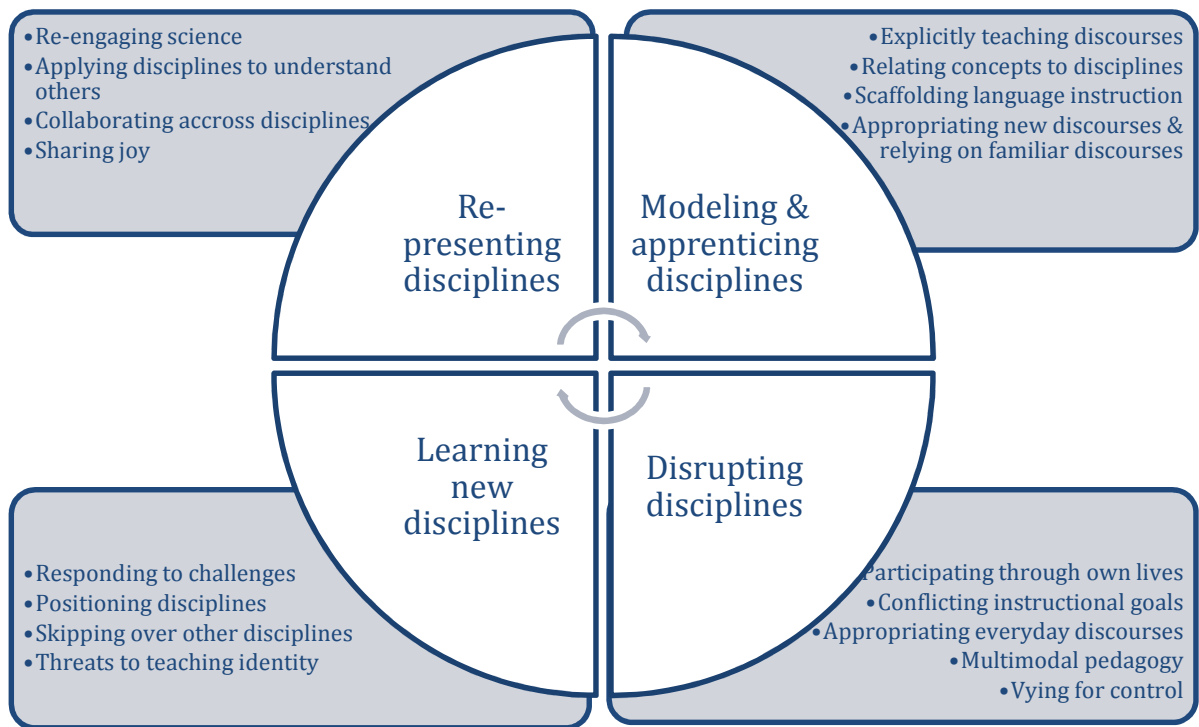 •Re-engaging science
•Applying disciplines to understand
others
•Collaborating accross disciplines
•Sharing joy
•Explicitly teaching discourses
•Relating concepts to disciplines
•Scaffolding language instruction
•Appropriating new discourses &
relying on familiar discourses
Re-
presenting
disciplines
Modeling &
apprenticing
disciplines
Learning
new
disciplines
Disrupting
disciplines
•Responding to challenges
•Positioning disciplines
•Skipping over other disciplines
•Threats to teaching identity
Participating through own lives
•Conflicting instructional goals
•Appropriating everyday discourses
•Multimodal pedagogy
•Vying for control